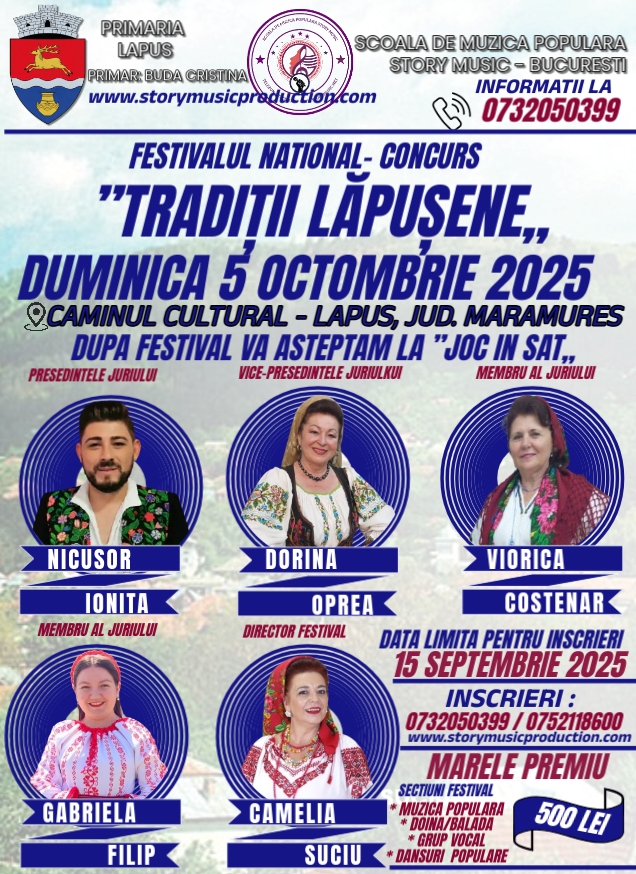 PRIMARIA
LAPUS
PRIMAR: BUDA CRISTINA
www.storymusicproduction.com
SCOALA DE MUZICA POPULARA
STORY MUSIC - BUCURESTI
INFORMATII LA
0732050399
FESTIVALUL NATIONAL- CONCURS
"TRADIȚII LĂPUȘENE„
DUMINICA 5 OCTOMBRIE 2025
CAMINUL CULTURAL - LAPUS, JUD. MARAMURES
DUPA FESTIVAL VA ASTEPTAM LA "JOC IN SAT„
PRESEDINTELE JURIULUI
VICE-PRESEDINTELE JURIULKUI
MEMBRU AL JURIULUI
NICUSOR
IONITA
DORINA
OPREA
VIORICA
COSTENAR
MEMBRU AL JURIULUI
DIRECTOR FESTIVAL
GABRIELA
FILIP
CAMELIA
SUCIU
DATA LIMITA PENTRU INSCRIERI
15 SEPTEMBRIE 2025
INSCRIERI :
0732050399 / 0752118600
www.storymusicproduction.com
MARELE PREMIU
500 LEI
SECTIUNI FESTIVAL
* MUZICA POPULARA
* DOINA/BALADA
* GRUP VOCAL
* DANSURI POPULARE